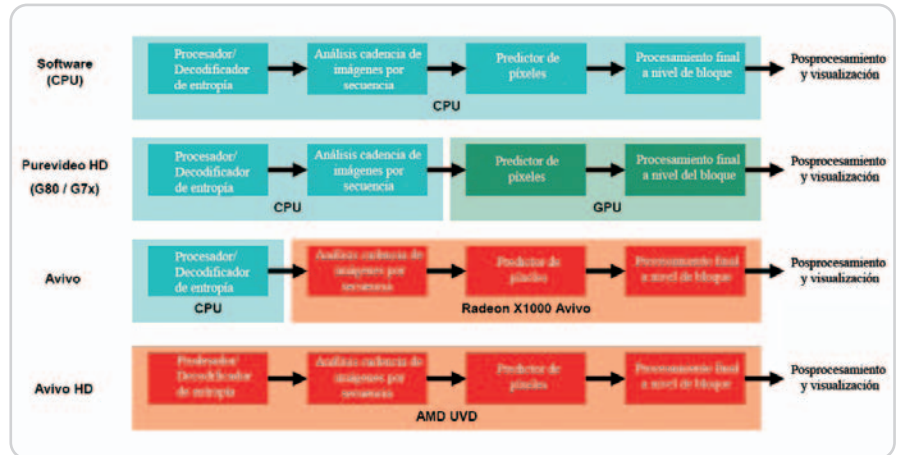 Software
(CPU)
Procesador/
Decodificador
de entropía
Análisis cadencia de
imágenes por
secuencia
Predictor de
píxeles
Procesamiento final
a nivel de bloque
Posprocesamiento
y visualización
CPU
Purevideo HD
(G80 / G7x)
Procesador/
Decodificador
de entropía
Análisis cadencia de
imágenes por
secuencia
Predictor de
píxeles
Procesamiento final
a nivel del bloque
Posprocesamiento
y visualización
CPU
GPU
Avivo
Procesador/
Decodificador
de entropía
Análisis cadencia de
imágenes por
secuencia
Predictor de
píxeles
Procesamiento final
a nivel de bloque
Posprocesamiento
y visualización
CPU
Radeon X1000 Avivo
Avivo HD
Procesador/
Decodificador
de entropía
Análisis cadencia de
imágenes por
secuencia
Predictor de
píxeles
Procesamiento final
a nivel de bloque
Posprocesamiento
y visualización
AMD UVD